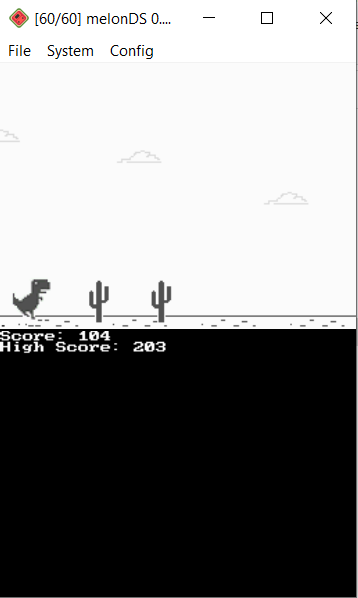 [60/60] melonDS 0....
File System Config
Score: 104
High Score: 203